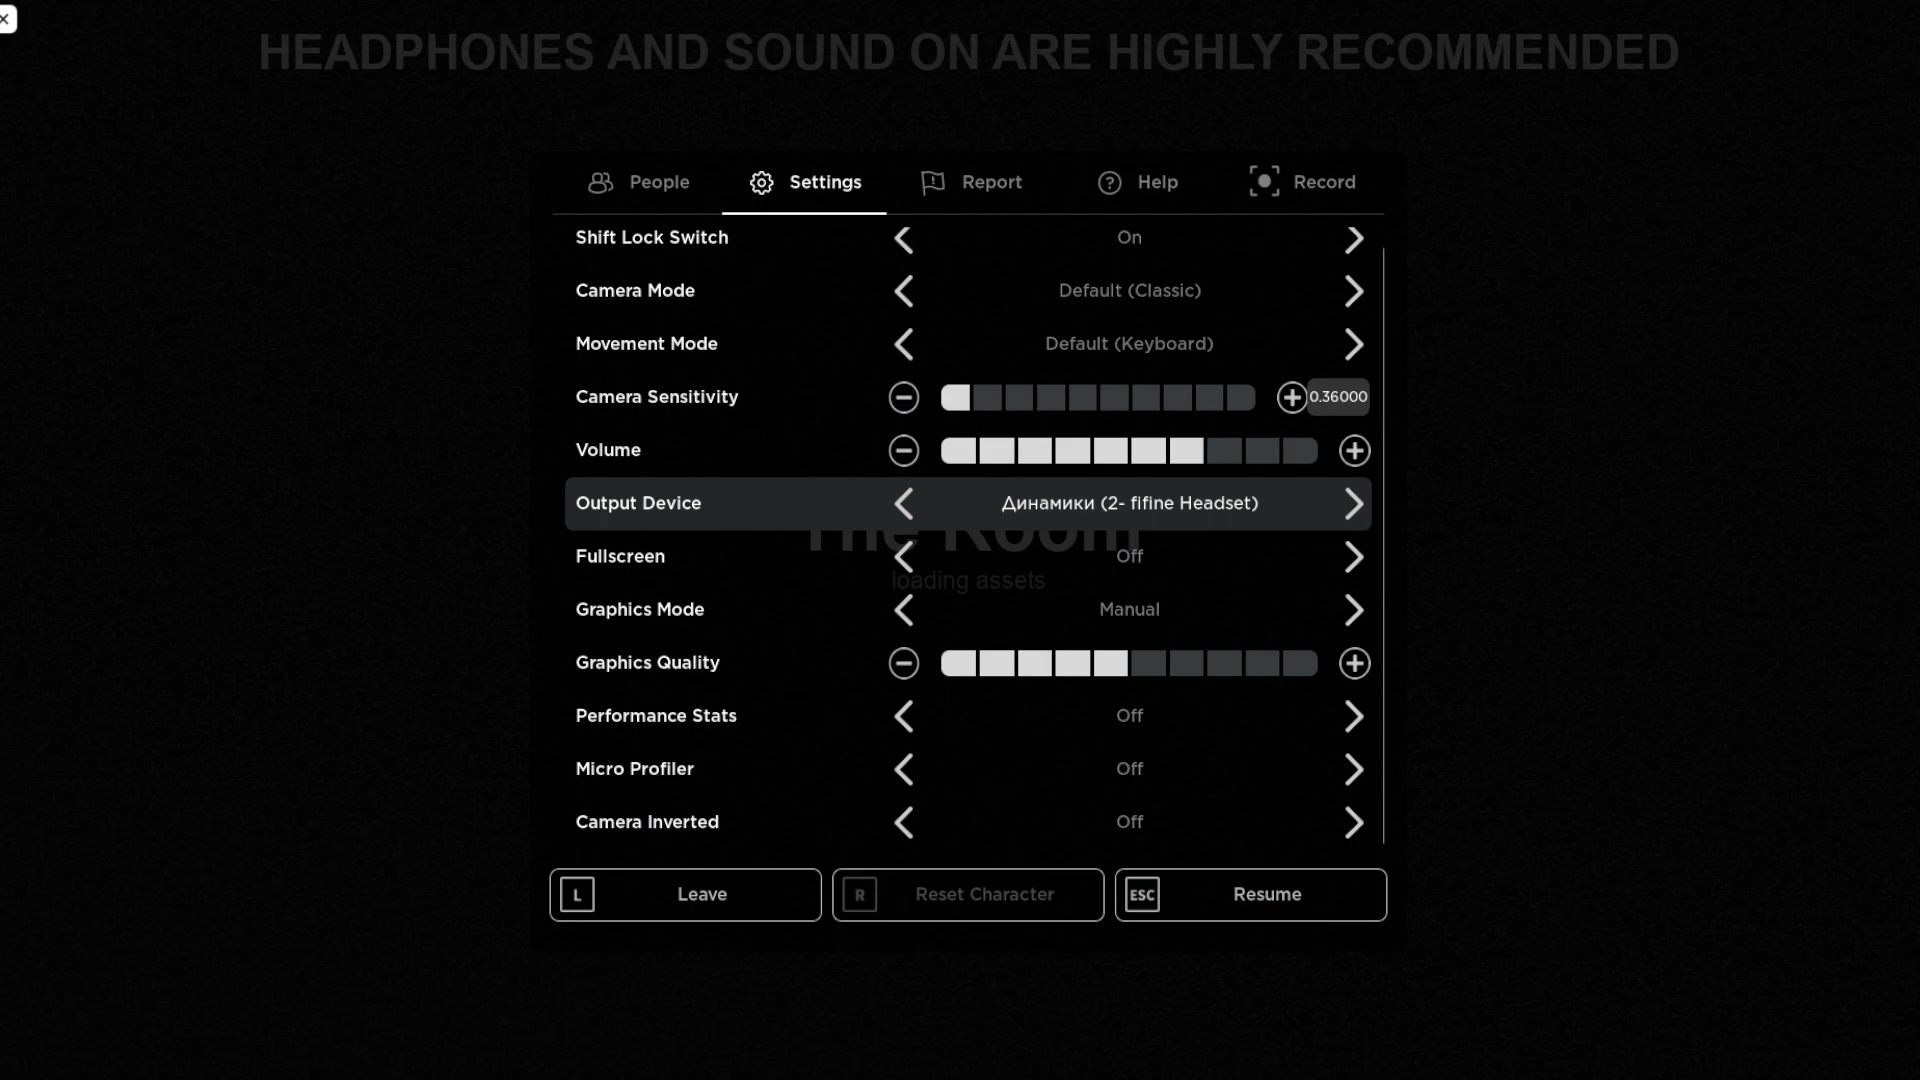 HEADPHONES AND SOUND ON ARE HIGHLY RECOMMENDED
People Settings Report Help Record
Shift Lock Switch On
Camera Mode Default (Classic)
Movement Mode Default (Keyboard)
Camera Sensitivity 0.36000
Volume
Output Device Динамики (2- fifine Headset)
The Room
Fullscreen Off
loading assets
Graphics Mode Manual
Graphics Quality
Performance Stats Off
Micro Profiler Off
Camera Inverted Off
L Leave R Reset Character ESC Resume